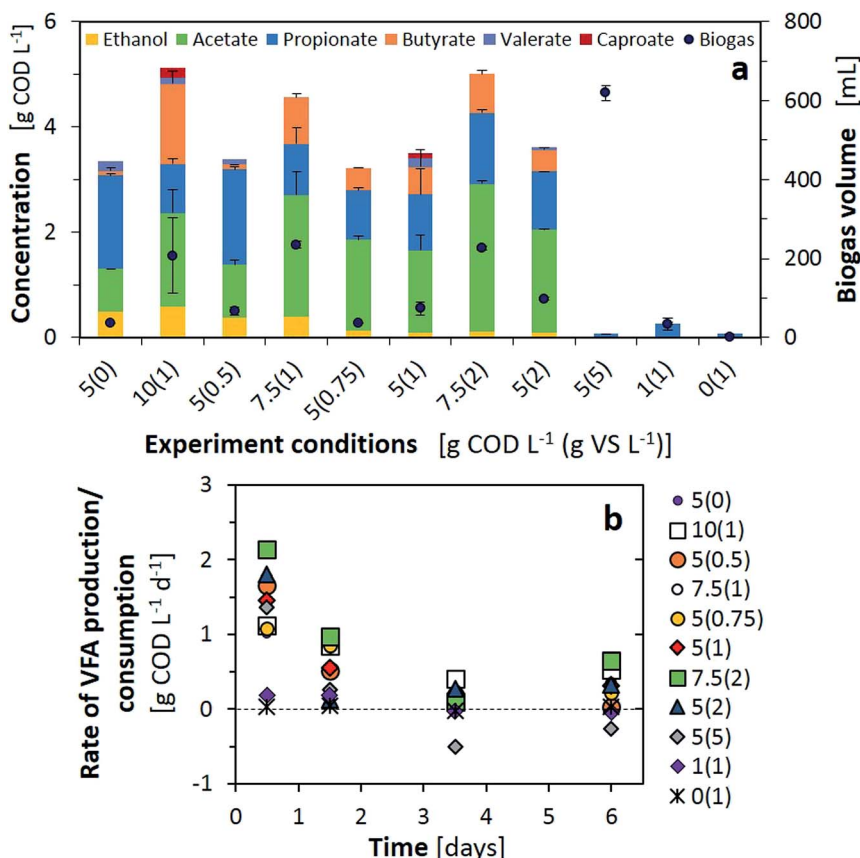 Ethanol Acetate Propionate Butyrate Valerate Caproate Biogas
a
Concentration [g COD L-1]
6
4
2
0
Biogas volume [mL]
800
600
400
200
0
5(0) 10(1) 5(0.5) 7.5(1) 5(0.75) 5(1) 7.5(2) 5(2) 5(5) 1(1) 0(1)
Experiment conditions [g COD L-1 (g VS L-1)]
b
Rate of VFA production/
consumption
[g COD L-1 d-1]
3
2
1
0
-1
0 1 2 3 4 5 6
Time [days]
5(0)
10(1)
5(0.5)
7.5(1)
5(0.75)
5(1)
7.5(2)
5(2)
5(5)
1(1)
0(1)